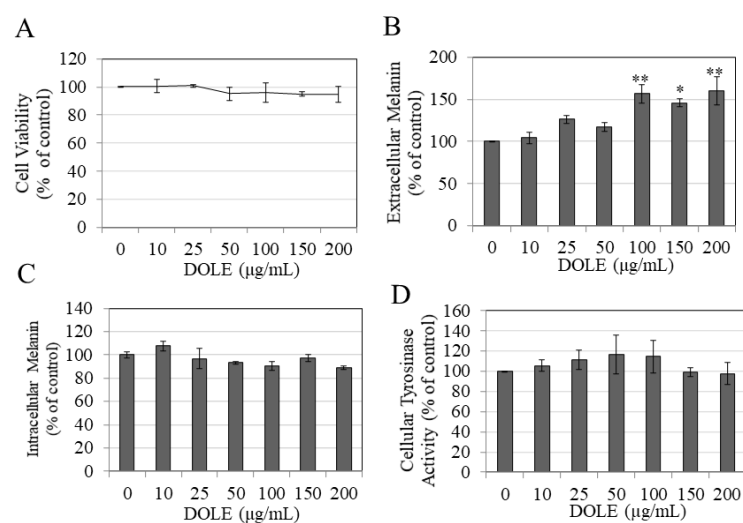 A
120
100
80
60
40
20
0
Cell Viability
(% of control)
0 10 25 50 100 150 200
DOLE (µg/mL)
B
200
150
100
50
0
Extracellular Melanin
(% of control)
** * **
0 10 25 50 100 150 200
DOLE (µg/mL)
C
140
120
100
80
60
40
20
0
Intracellular Melanin
(% of control)
0 10 25 50 100 150 200
DOLE (µg/mL)
D
160
140
120
100
80
60
40
20
0
Cellular Tyrosinase
Activity (% of control)
0 10 25 50 100 150 200
DOLE (µg/mL)